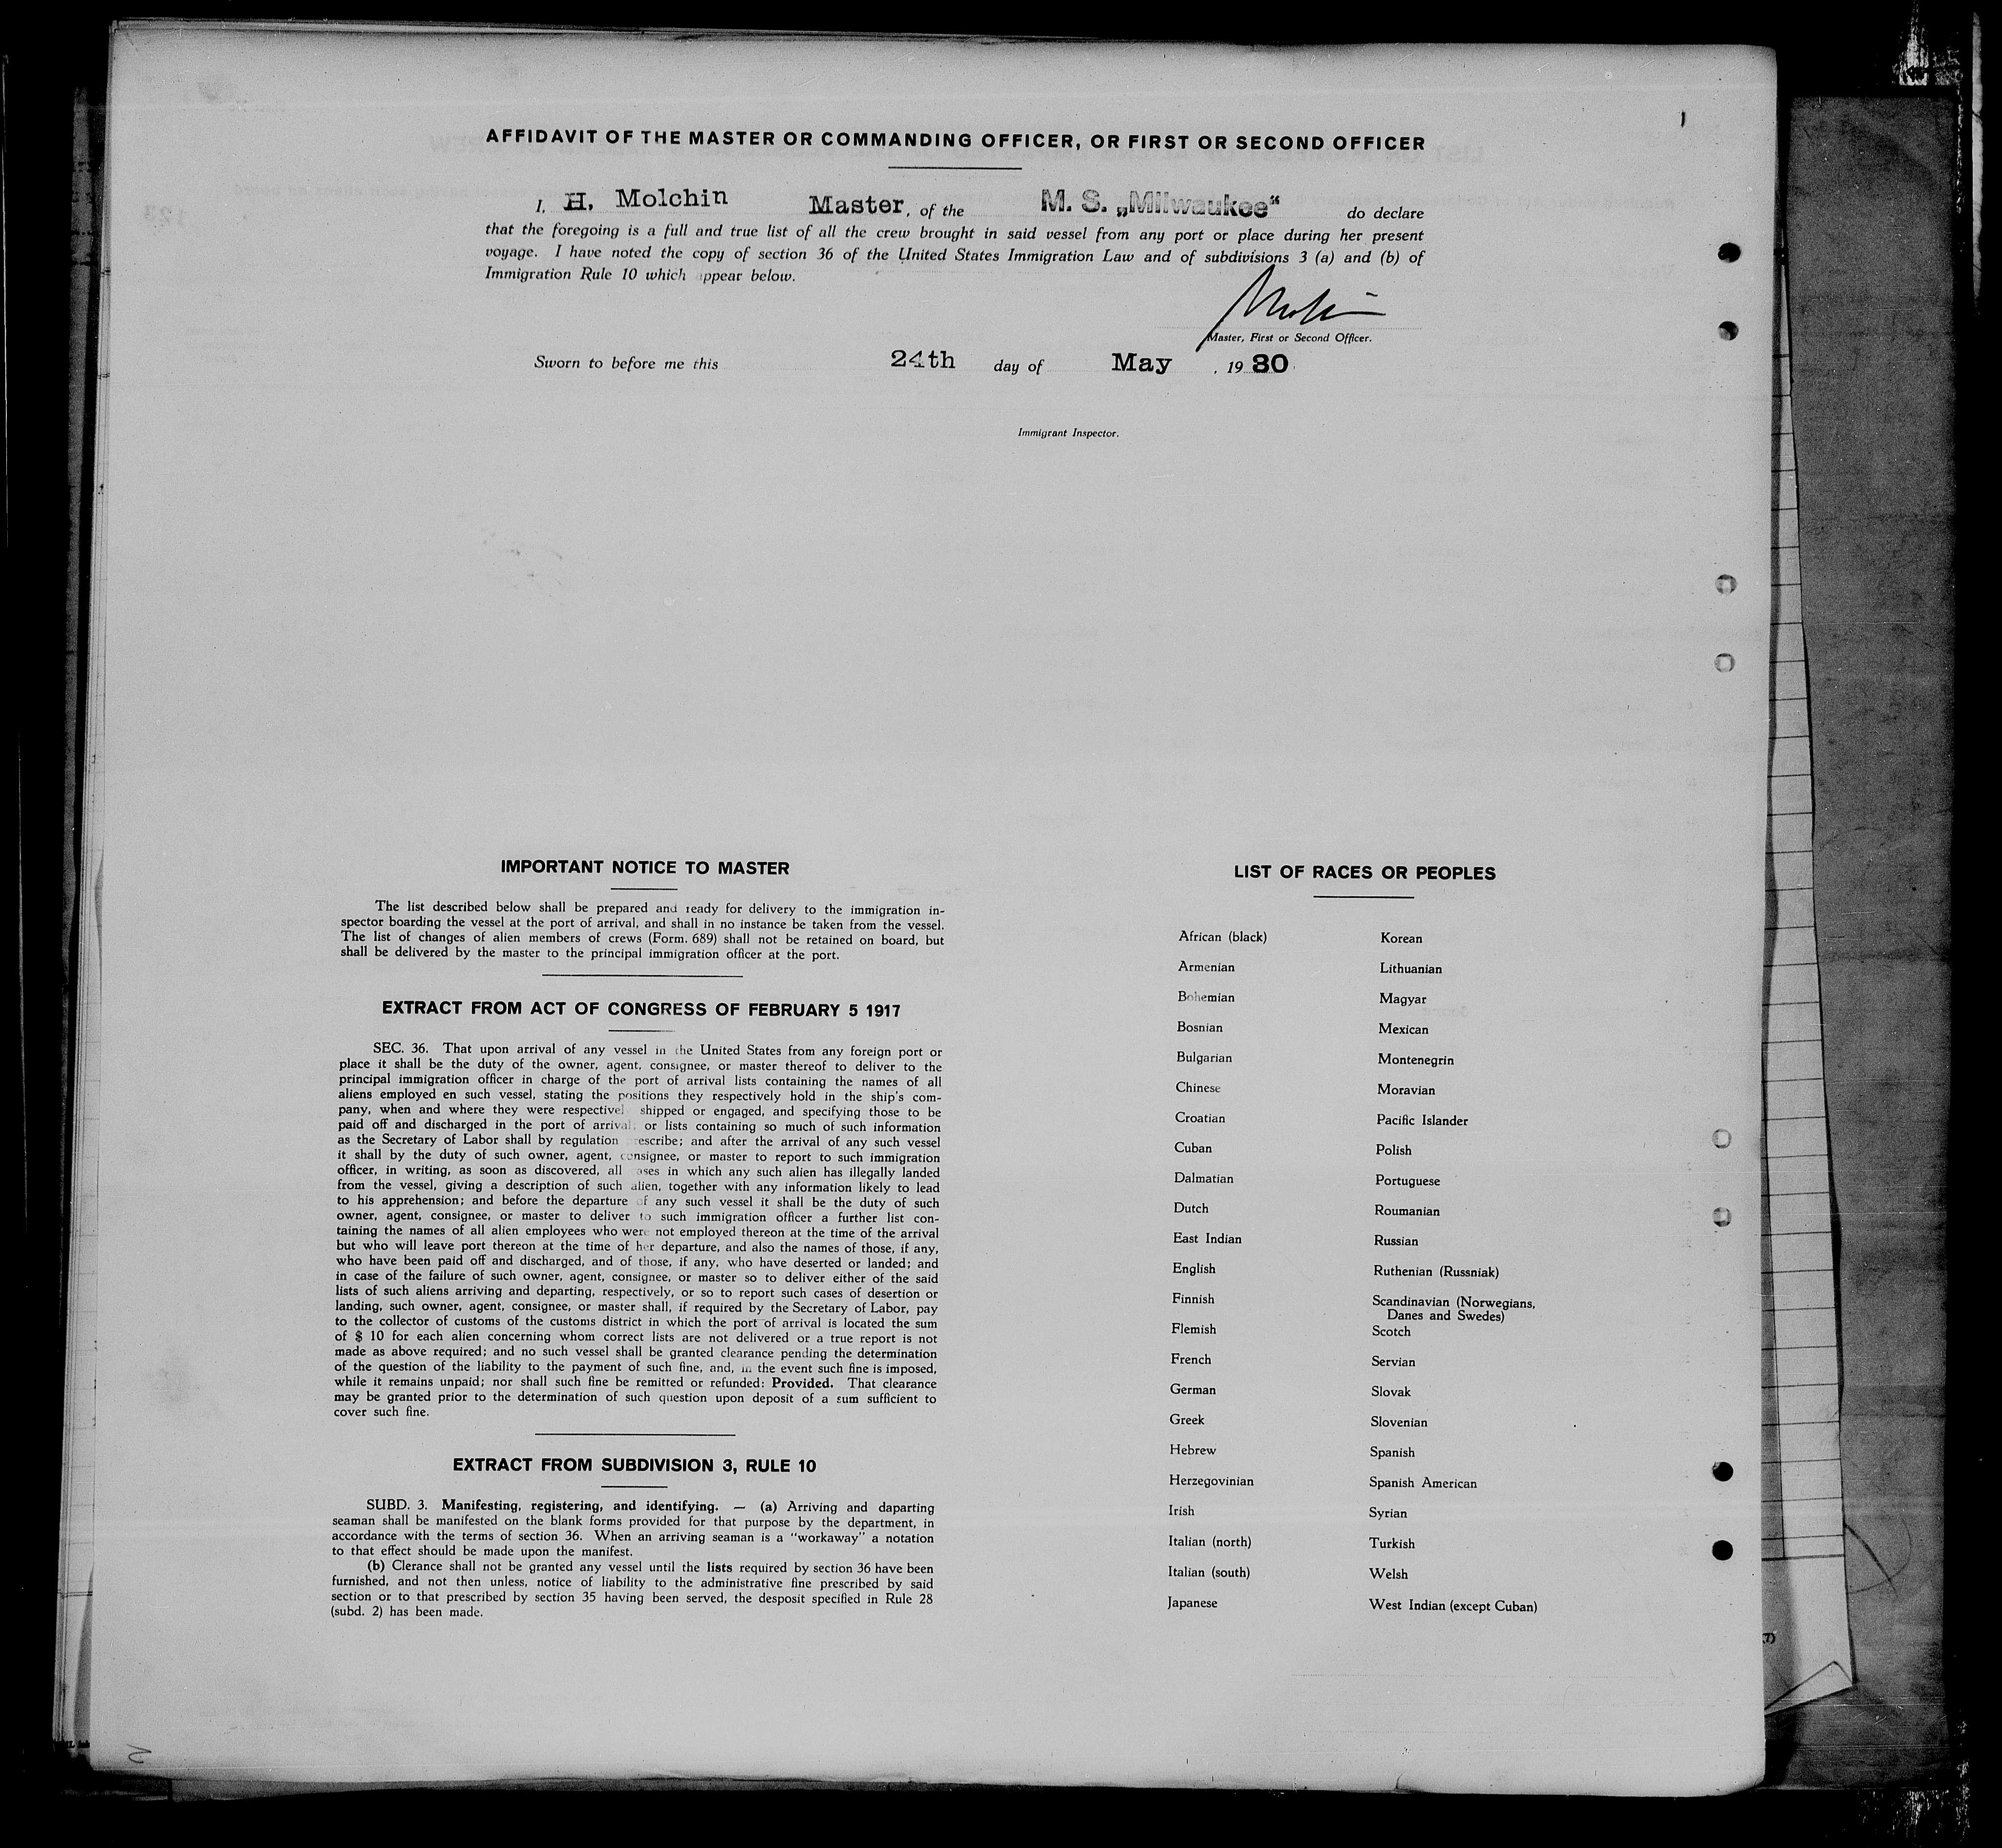 AFFIDAVIT OF THE MASTER OR COMMANDING OFFICER, OR FIRST OR SECOND OFFICER
I, H. Molchin Master, of the M. S. „Milwaukee“ do declare
that the foregoing is a full and true list of all the crew brought in said vessel from any port or place during her present
voyage. I have noted the copy of section 36 of the United States Immigration Law and of subdivisions 3 (a) and (b) of
Immigration Rule 10 which appear below.
Molchin
Master, First or Second Officer.
Sworn to before me this 24th day of May , 19 30
Immigrant Inspector.
IMPORTANT NOTICE TO MASTER
The list described below shall be prepared and ready for delivery to the immigration in-
spector boarding the vessel at the port of arrival, and shall in no instance be taken from the vessel.
The list of changes of alien members of crews (Form. 689) shall not be retained on board, but
shall be delivered by the master to the principal immigration officer at the port.
EXTRACT FROM ACT OF CONGRESS OF FEBRUARY 5 1917
SEC. 36. That upon arrival of any vessel in the United States from any foreign port or
place it shall be the duty of the owner, agent, consignee, or master thereof to deliver to the
principal immigration officer in charge of the port of arrival lists containing the names of all
aliens employed en such vessel, stating the positions they respectively hold in the ship's com-
pany, when and where they were respectively shipped or engaged, and specifying those to be
paid off and discharged in the port of arrival; or lists containing so much of such information
as the Secretary of Labor shall by regulation prescribe; and after the arrival of any such vessel
it shall by the duty of such owner, agent, consignee, or master to report to such immigration
officer, in writing, as soon as discovered, all cases in which any such alien has illegally landed
from the vessel, giving a description of such alien, together with any information likely to lead
to his apprehension; and before the departure of any such vessel it shall be the duty of such
owner, agent, consignee, or master to deliver to such immigration officer a further list con-
taining the names of all alien employees who were not employed thereon at the time of the arrival
but who will leave port thereon at the time of her departure, and also the names of those, if any,
who have been paid off and discharged, and of those, if any, who have deserted or landed; and
in case of the failure of such owner, agent, consignee, or master so to deliver either of the said
lists of such aliens arriving and departing, respectively, or so to report such cases of desertion or
landing, such owner, agent, consignee, or master shall, if required by the Secretary of Labor, pay
to the collector of customs of the customs district in which the port of arrival is located the sum
of $ 10 for each alien concerning whom correct lists are not delivered or a true report is not
made as above required; and no such vessel shall be granted clearance pending the determination
of the question of the liability to the payment of such fine, and, in the event such fine is imposed,
while it remains unpaid; nor shall such fine be remitted or refunded: Provided. That clearance
may be granted prior to the determination of such question upon deposit of a sum sufficient to
cover such fine.
EXTRACT FROM SUBDIVISION 3, RULE 10
SUBD. 3. Manifesting, registering, and identifying. — (a) Arriving and daparting
seaman shall be manifested on the blank forms provided for that purpose by the department, in
accordance with the terms of section 36. When an arriving seaman is a "workaway" a notation
to that effect should be made upon the manifest.
(b) Clerance shall not be granted any vessel until the lists required by section 36 have been
furnished, and not then unless, notice of liability to the administrative fine prescribed by said
section or to that prescribed by section 35 having been served, the desposit specified in Rule 28
(subd. 2) has been made.
LIST OF RACES OR PEOPLES
African (black) Korean
Armenian Lithuanian
Bohemian Magyar
Bosnian Mexican
Bulgarian Montenegrin
Chinese Moravian
Croatian Pacific Islander
Cuban Polish
Dalmatian Portuguese
Dutch Roumanian
East Indian Russian
English Ruthenian (Russniak)
Finnish Scandinavian (Norwegians,
Danes and Swedes)
Flemish Scotch
French Servian
German Slovak
Greek Slovenian
Hebrew Spanish
Herzegovinian Spanish American
Irish Syrian
Italian (north) Turkish
Italian (south) Welsh
Japanese West Indian (except Cuban)